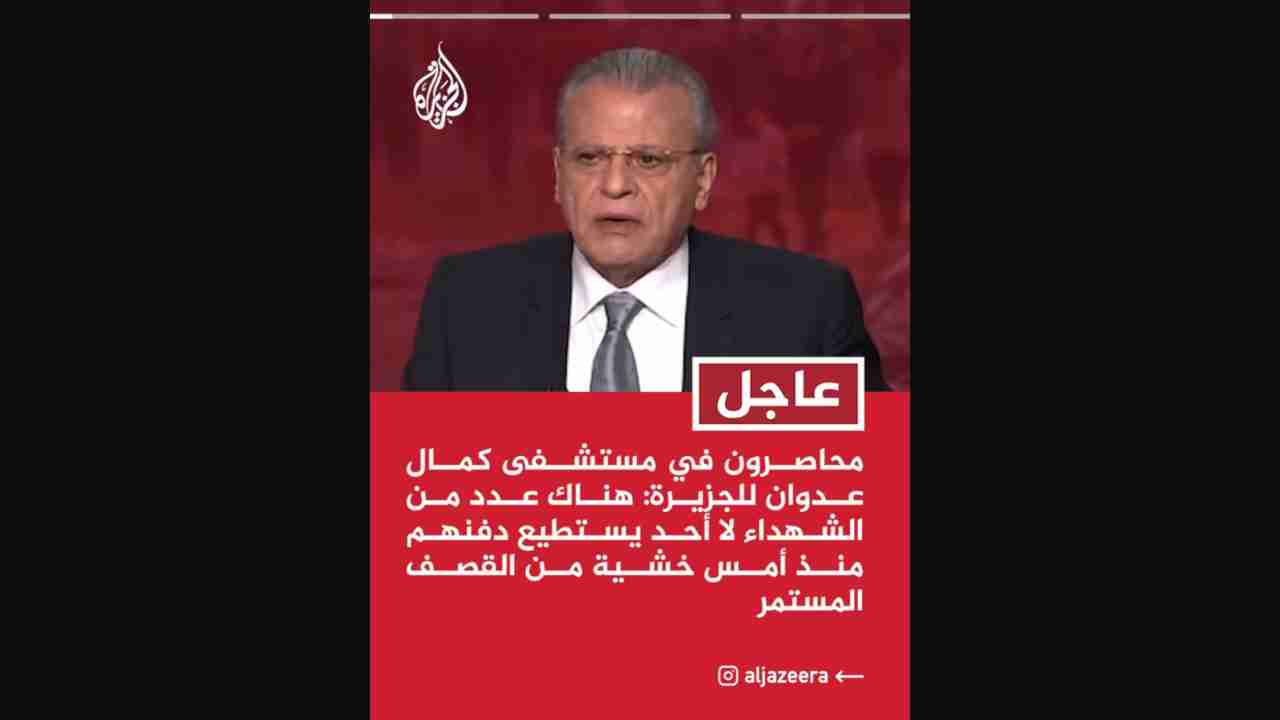 الجزيرة
عاجل
محاصرون في مستشفى كمال
عدوان للجزيرة: هناك عدد من
الشهداء لا أحد يستطيع دفنهم
منذ أمس خشية من القصف
المستمر
aljazeera